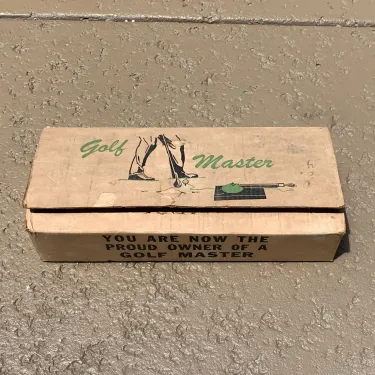 Golf Master
YOU ARE NOW THE
PROUD OWNER OF A
GOLF MASTER